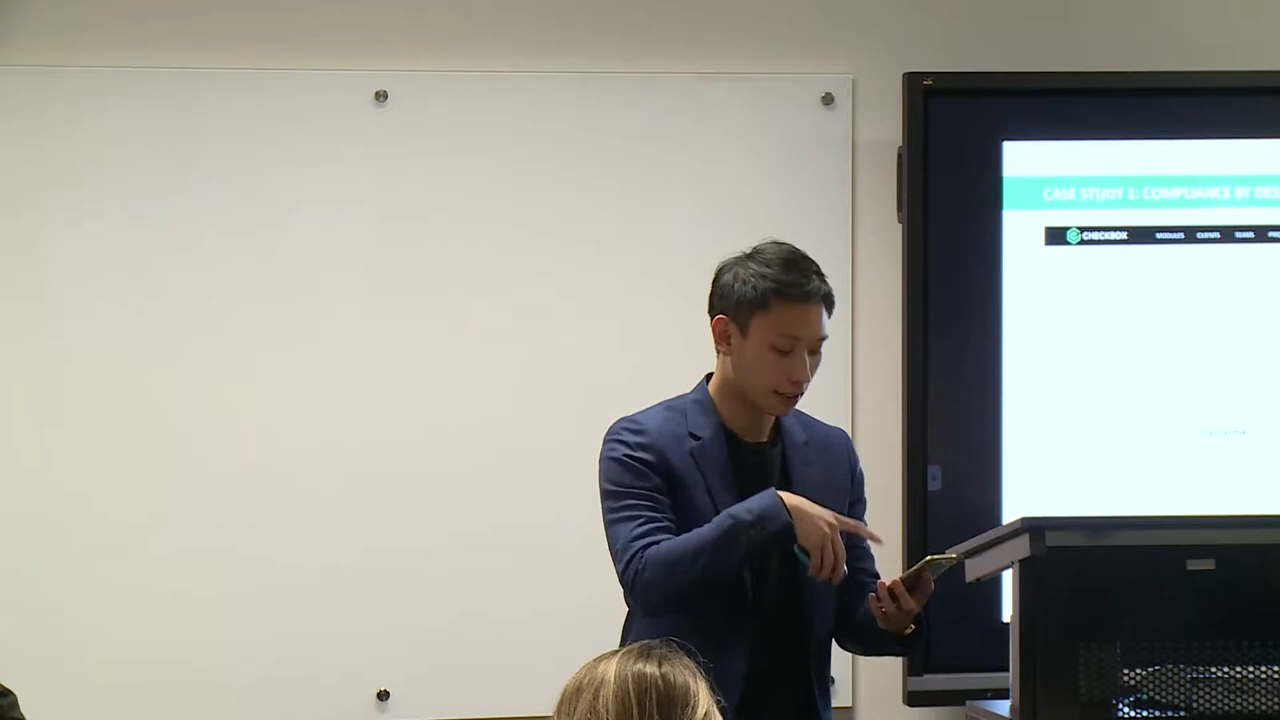 CASE STUDY 1: COMPLIANCE BY DES
CHECKBOX MODULES CLIENTS TEAMS